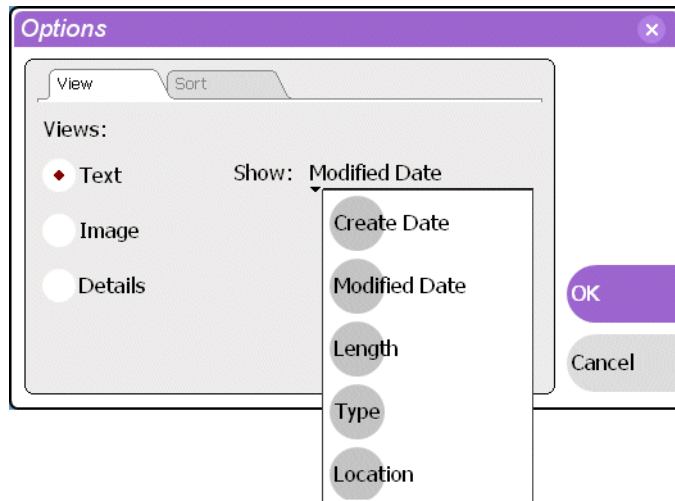 Options
View Sort
Views:
Text Show: Modified Date
Create Date
Image
Modified Date
Details
OK
Length
Cancel
Type
Location